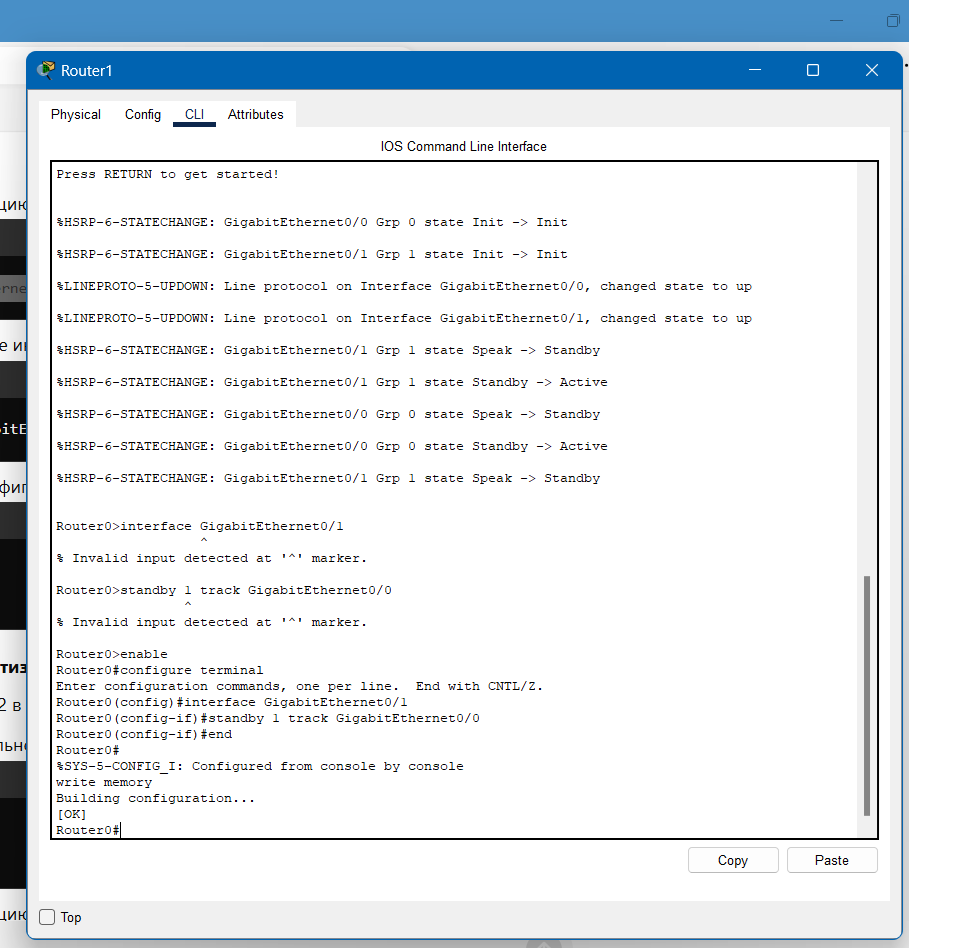 Router1
Physical Config CLI Attributes
IOS Command Line Interface
Press RETURN to get started!
%HSRP-6-STATECHANGE: GigabitEthernet0/0 Grp 0 state Init -> Init
%HSRP-6-STATECHANGE: GigabitEthernet0/1 Grp 1 state Init -> Init
%LINEPROTO-5-UPDOWN: Line protocol on Interface GigabitEthernet0/0, changed state to up
%LINEPROTO-5-UPDOWN: Line protocol on Interface GigabitEthernet0/1, changed state to up
%HSRP-6-STATECHANGE: GigabitEthernet0/1 Grp 1 state Speak -> Standby
%HSRP-6-STATECHANGE: GigabitEthernet0/1 Grp 1 state Standby -> Active
%HSRP-6-STATECHANGE: GigabitEthernet0/0 Grp 0 state Speak -> Standby
%HSRP-6-STATECHANGE: GigabitEthernet0/0 Grp 0 state Standby -> Active
%HSRP-6-STATECHANGE: GigabitEthernet0/1 Grp 1 state Speak -> Standby
Router0>interface GigabitEthernet0/1
^
% Invalid input detected at '^' marker.
Router0>standby 1 track GigabitEthernet0/0
^
% Invalid input detected at '^' marker.
Router0>enable
Router0#configure terminal
Enter configuration commands, one per line. End with CNTL/Z.
Router0(config)#interface GigabitEthernet0/1
Router0(config-if)#standby 1 track GigabitEthernet0/0
Router0(config-if)#end
Router0#
%SYS-5-CONFIG_I: Configured from console by console
write memory
Building configuration...
[OK]
Router0#
Copy Paste
Top